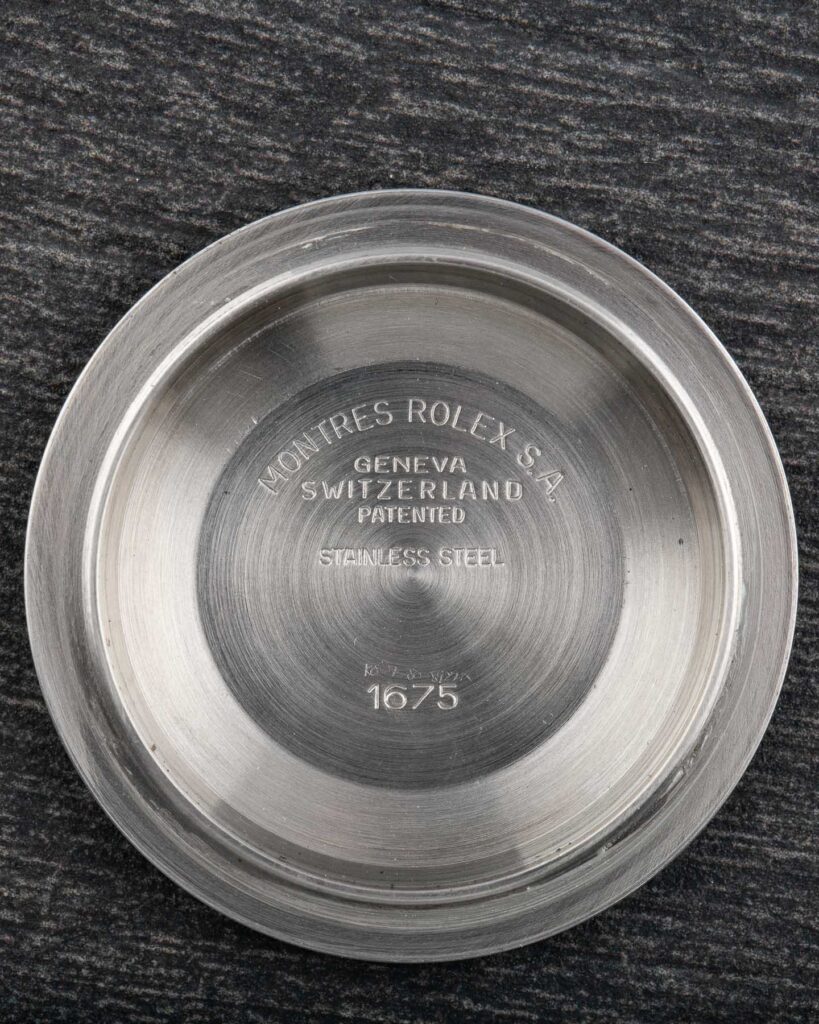 MONTRES ROLEX S.A.
GENEVA
SWITZERLAND
PATENTED
STAINLESS STEEL
1675